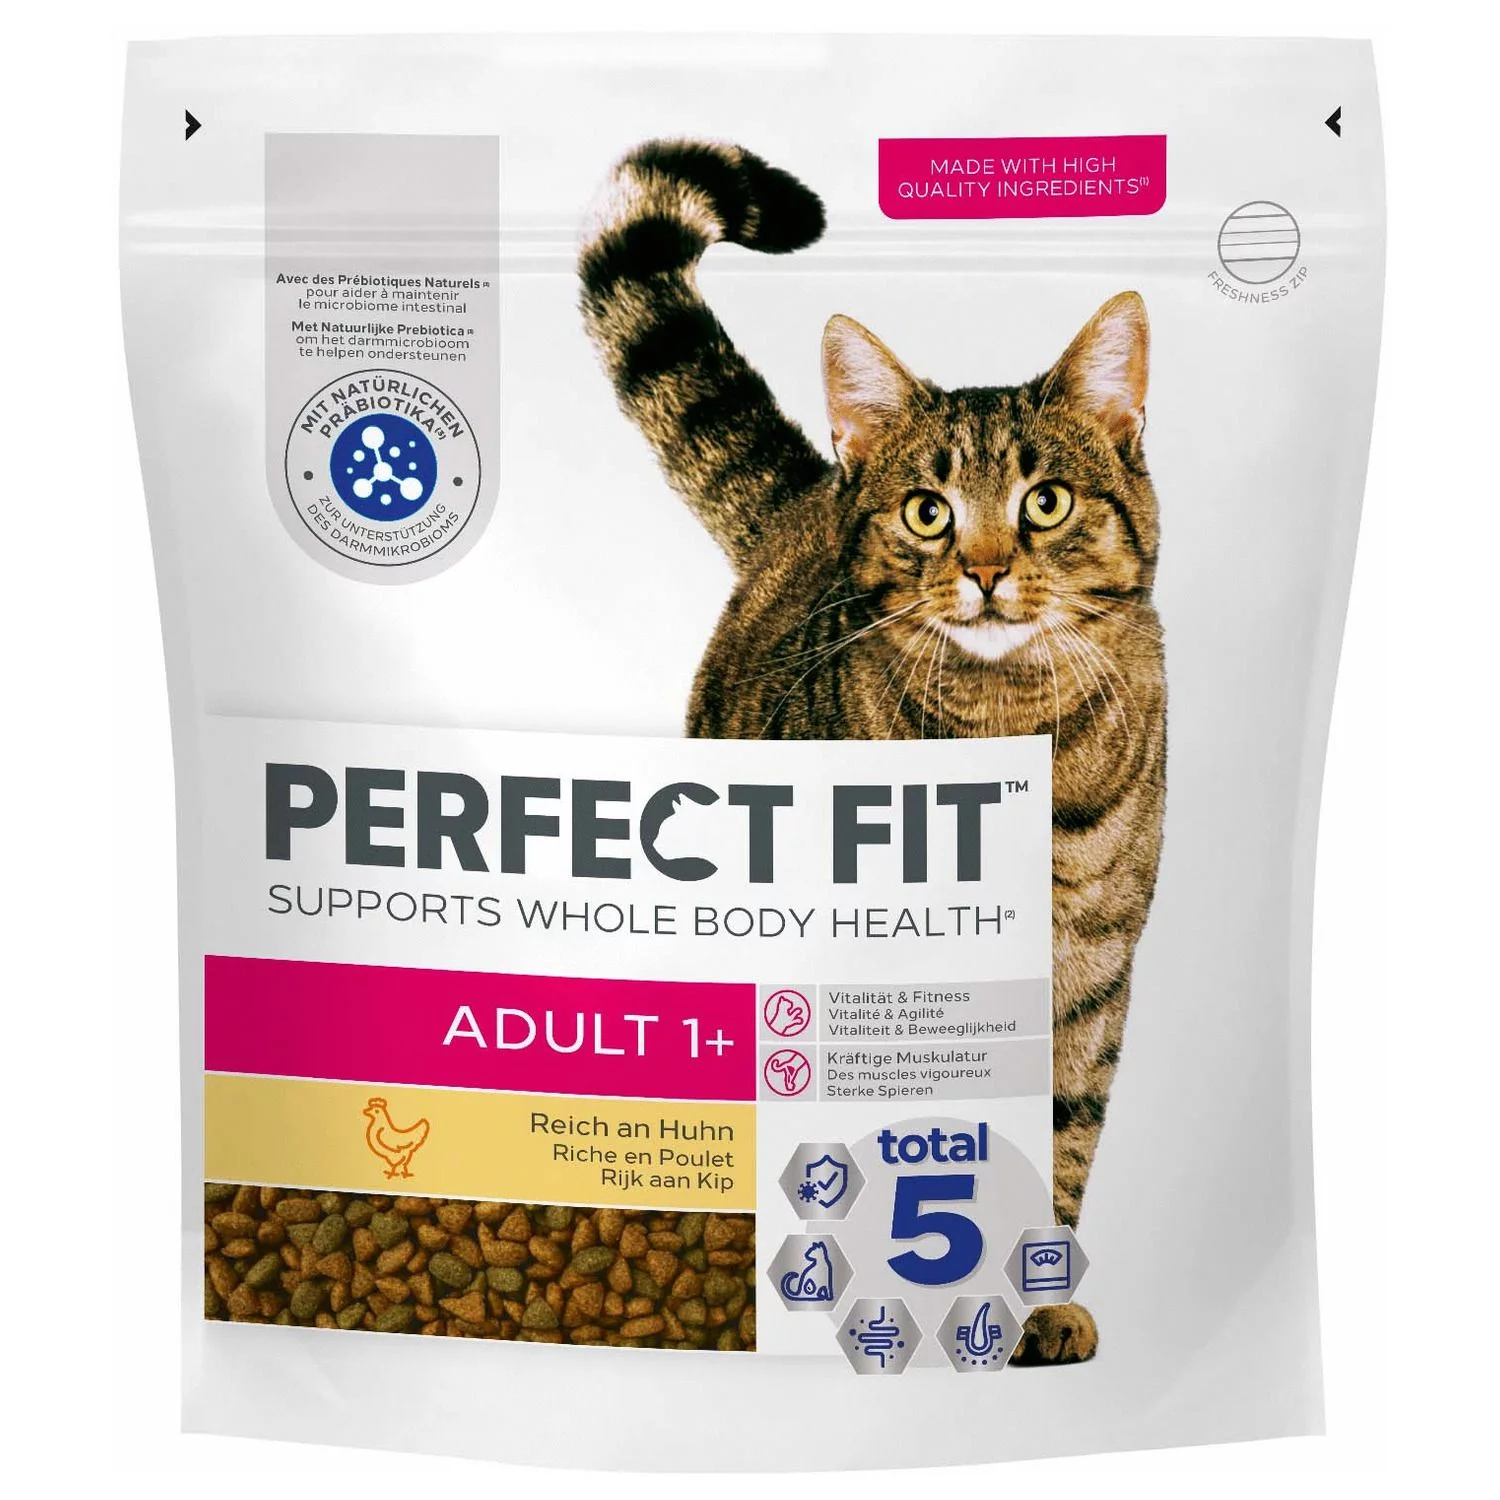 MADE WITH HIGH
QUALITY INGREDIENTS(1)
FRESHNESS ZIP
Avec des Prébiotiques Naturels
pour aider à maintenir
le microbiome intestinal
Met Natuurlijke Prebiotica
om het darmmicrobioom
te helpen ondersteunen
MIT NATÜRLICHEN
PRÄBIOTIKA(3)
ZUR UNTERSTÜTZUNG
DES DARMMIKROBIOMS
PERFECT FIT™
SUPPORTS WHOLE BODY HEALTH(2)
ADULT 1+
Vitalität & Fitness
Vitalité & Agilité
Vitaliteit & Beweeglijkheid
Kräftige Muskulatur
Des muscles vigoureux
Sterke Spieren
Reich an Huhn
Riche en Poulet
Rijk aan Kip
total
5